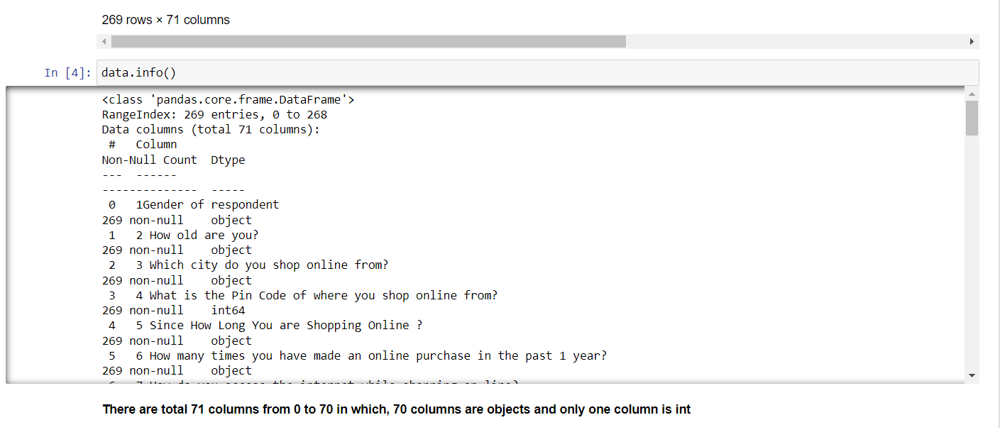 269 rows × 71 columns
In [4]: data.info()
<class 'pandas.core.frame.DataFrame'>
RangeIndex: 269 entries, 0 to 268
Data columns (total 71 columns):
 #   Column
Non-Null Count  Dtype
---  ------
--------------  -----
 0   1Gender of respondent
269 non-null    object
 1   2 How old are you?
269 non-null    object
 2   3 Which city do you shop online from?
269 non-null    object
 3   4 What is the Pin Code of where you shop online from?
269 non-null    int64
 4   5 Since How Long You are Shopping Online ?
269 non-null    object
 5   6 How many times you have made an online purchase in the past 1 year?
269 non-null    object
There are total 71 columns from 0 to 70 in which, 70 columns are objects and only one column is int